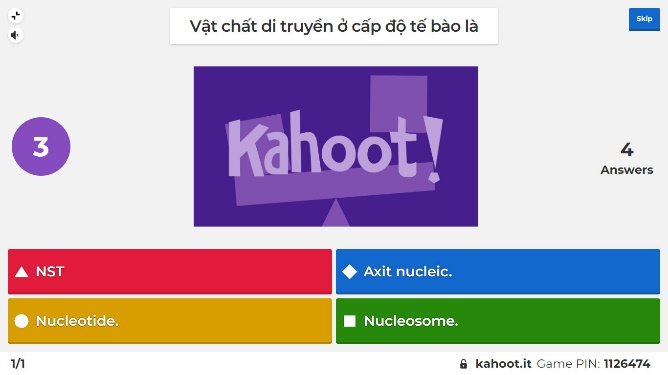 Vật chất di truyền ở cấp độ tế bào là
Skip
Kahoot!
3
4
Answers
NST
Axit nucleic.
Nucleotide.
Nucleosome.
1/1
kahoot.it Game PIN: 1126474